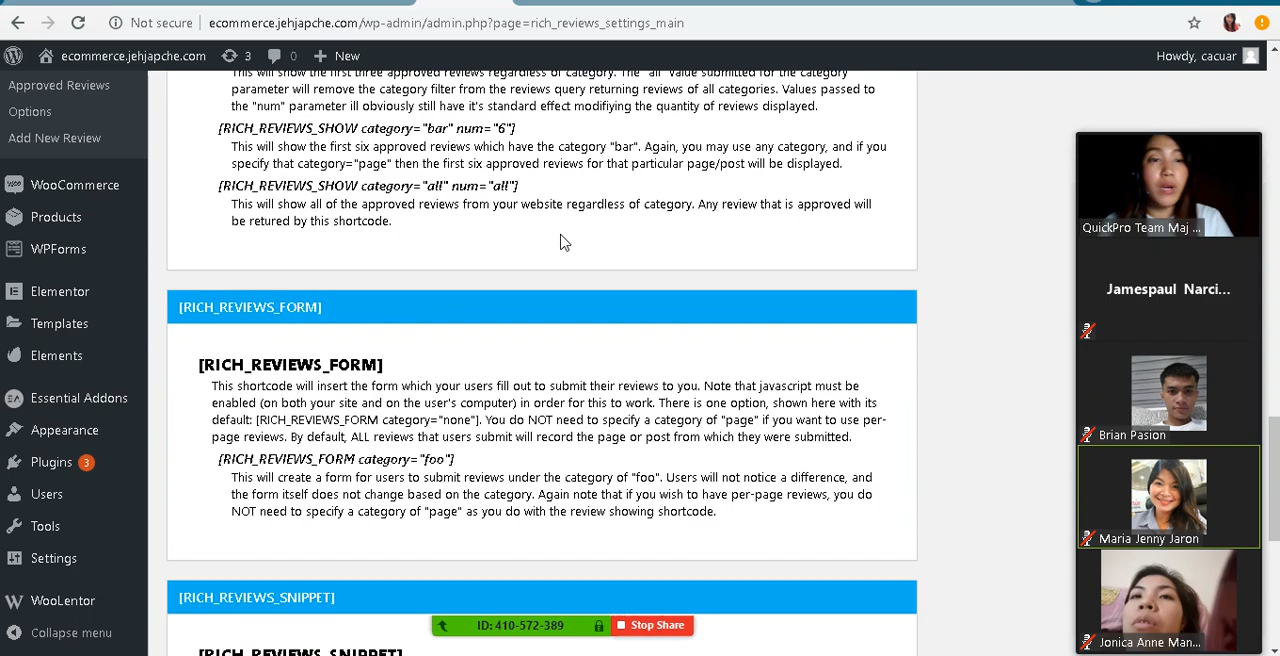 Not secure
ecommerce.jehjapche.com/wp-admin/admin.php?page=rich_reviews_settings_main
ecommerce.jehjapche.com
3
0
New
Howdy, cacuar
Approved Reviews
Options
Add New Review
WooCommerce
Products
WPForms
Elementor
Templates
Elements
Essential Addons
Appearance
Plugins 3
Users
Tools
Settings
WooLentor
Collapse menu
This will show the first three approved reviews regardless of category. The "all" value submitted for the category
parameter will remove the category filter from the reviews query returning reviews of all categories. Values passed to
the "num" parameter ill obviously still have it's standard effect modifiying the quantity of reviews displayed.
[RICH_REVIEWS_SHOW category="bar" num="6"]
This will show the first six approved reviews which have the category "bar". Again, you may use any category, and if you
specify that category="page" then the first six approved reviews for that particular page/post will be displayed.
[RICH_REVIEWS_SHOW category="all" num="all"]
This will show all of the approved reviews from your website regardless of category. Any review that is approved will
be retured by this shortcode.
[RICH_REVIEWS_FORM]
[RICH_REVIEWS_FORM]
This shortcode will insert the form which your users fill out to submit their reviews to you. Note that javascript must be
enabled (on both your site and on the user's computer) in order for this to work. There is one option, shown here with its
default: [RICH_REVIEWS_FORM category="none"]. You do NOT need to specify a category of "page" if you want to use per-
page reviews. By default, ALL reviews that users submit will record the page or post from which they were submitted.
[RICH_REVIEWS_FORM category="foo"]
This will create a form for users to submit reviews under the category of "foo". Users will not notice a difference, and
the form itself does not change based on the category. Again note that if you wish to have per-page reviews, you do
NOT need to specify a category of "page" as you do with the review showing shortcode.
[RICH_REVIEWS_SNIPPET]
[RICH_REVIEWS_SNIPPET]
ID: 410-572-389
Stop Share
QuickPro Team Maj ...
Jamespaul Narci...
Brian Pasion
Maria Jenny Jaron
Jonica Anne Man...